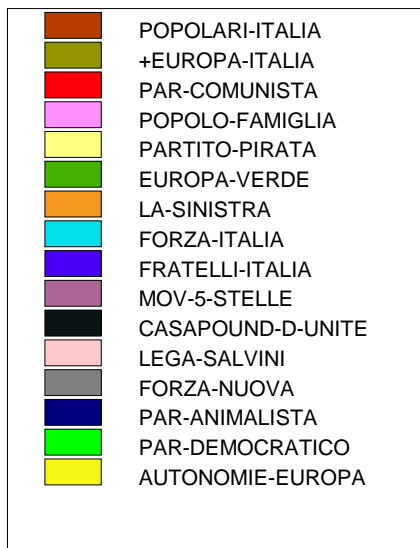 POPOLARI-ITALIA
+EUROPA-ITALIA
PAR-COMUNISTA
POPOLO-FAMIGLIA
PARTITO-PIRATA
EUROPA-VERDE
LA-SINISTRA
FORZA-ITALIA
FRATELLI-ITALIA
MOV-5-STELLE
CASAPOUND-D-UNITE
LEGA-SALVINI
FORZA-NUOVA
PAR-ANIMALISTA
PAR-DEMOCRATICO
AUTONOMIE-EUROPA